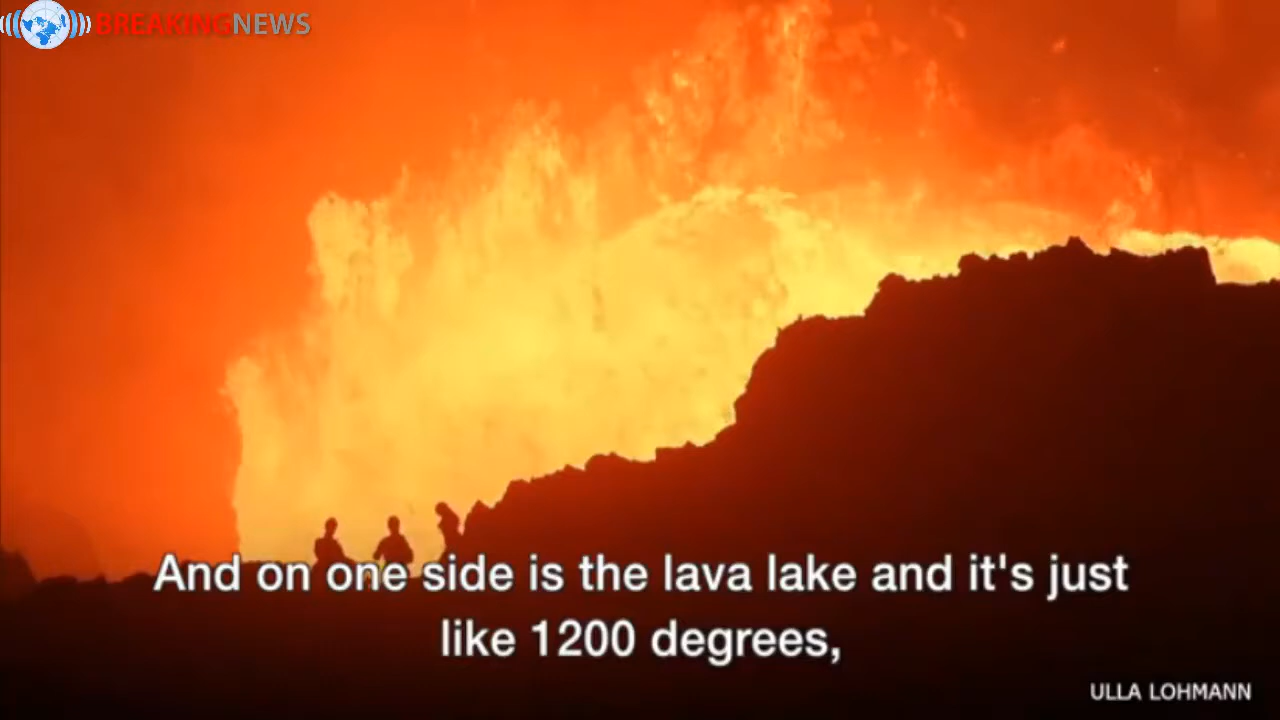 BREAKINGNEWS
And on one side is the lava lake and it's just
like 1200 degrees,
ULLA LOHMANN